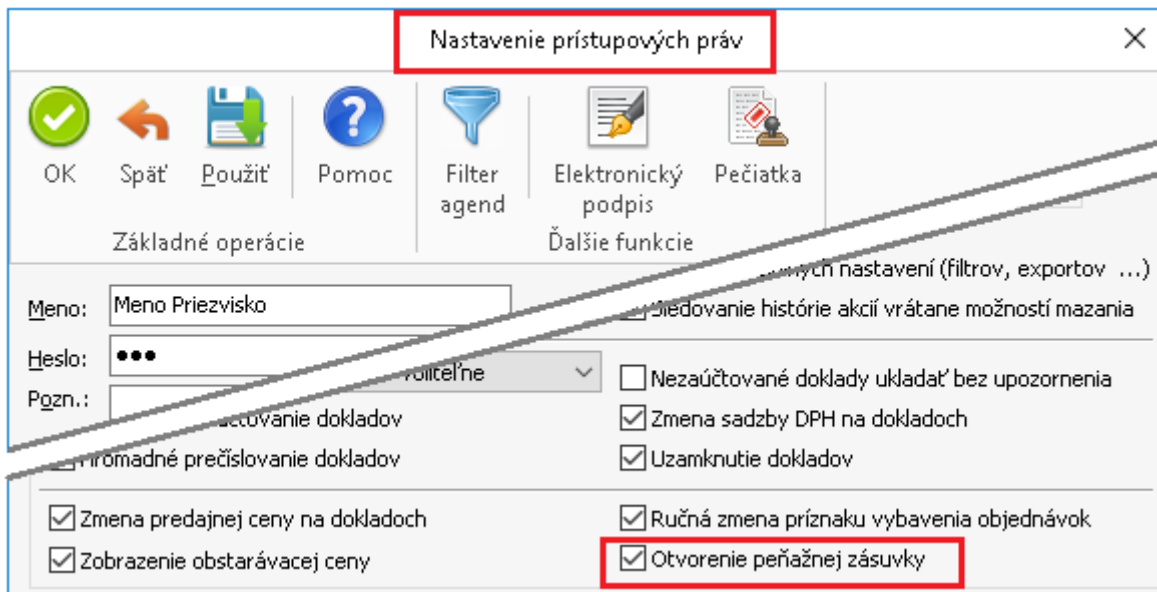 Nastavenie prístupových práv
OK Späť Použiť Pomoc Filter agend Elektronický podpis Pečiatka
Základné operácie Ďalšie funkcie
nastavení (filtrov, exportov ...)
Meno: Meno Priezvisko
Sledovanie histórie akcií vrátane možností mazania
Heslo: •••
voliteľne
Nezaúčtované doklady ukladať bez upozornenia
Pozn.:
dokladov
Zmena sadzby DPH na dokladoch
Hromadné prečíslovanie dokladov
Uzamknutie dokladov
Zmena predajnej ceny na dokladoch
Ručná zmena príznaku vybavenia objednávok
Zobrazenie obstarávacej ceny
Otvorenie peňažnej zásuvky